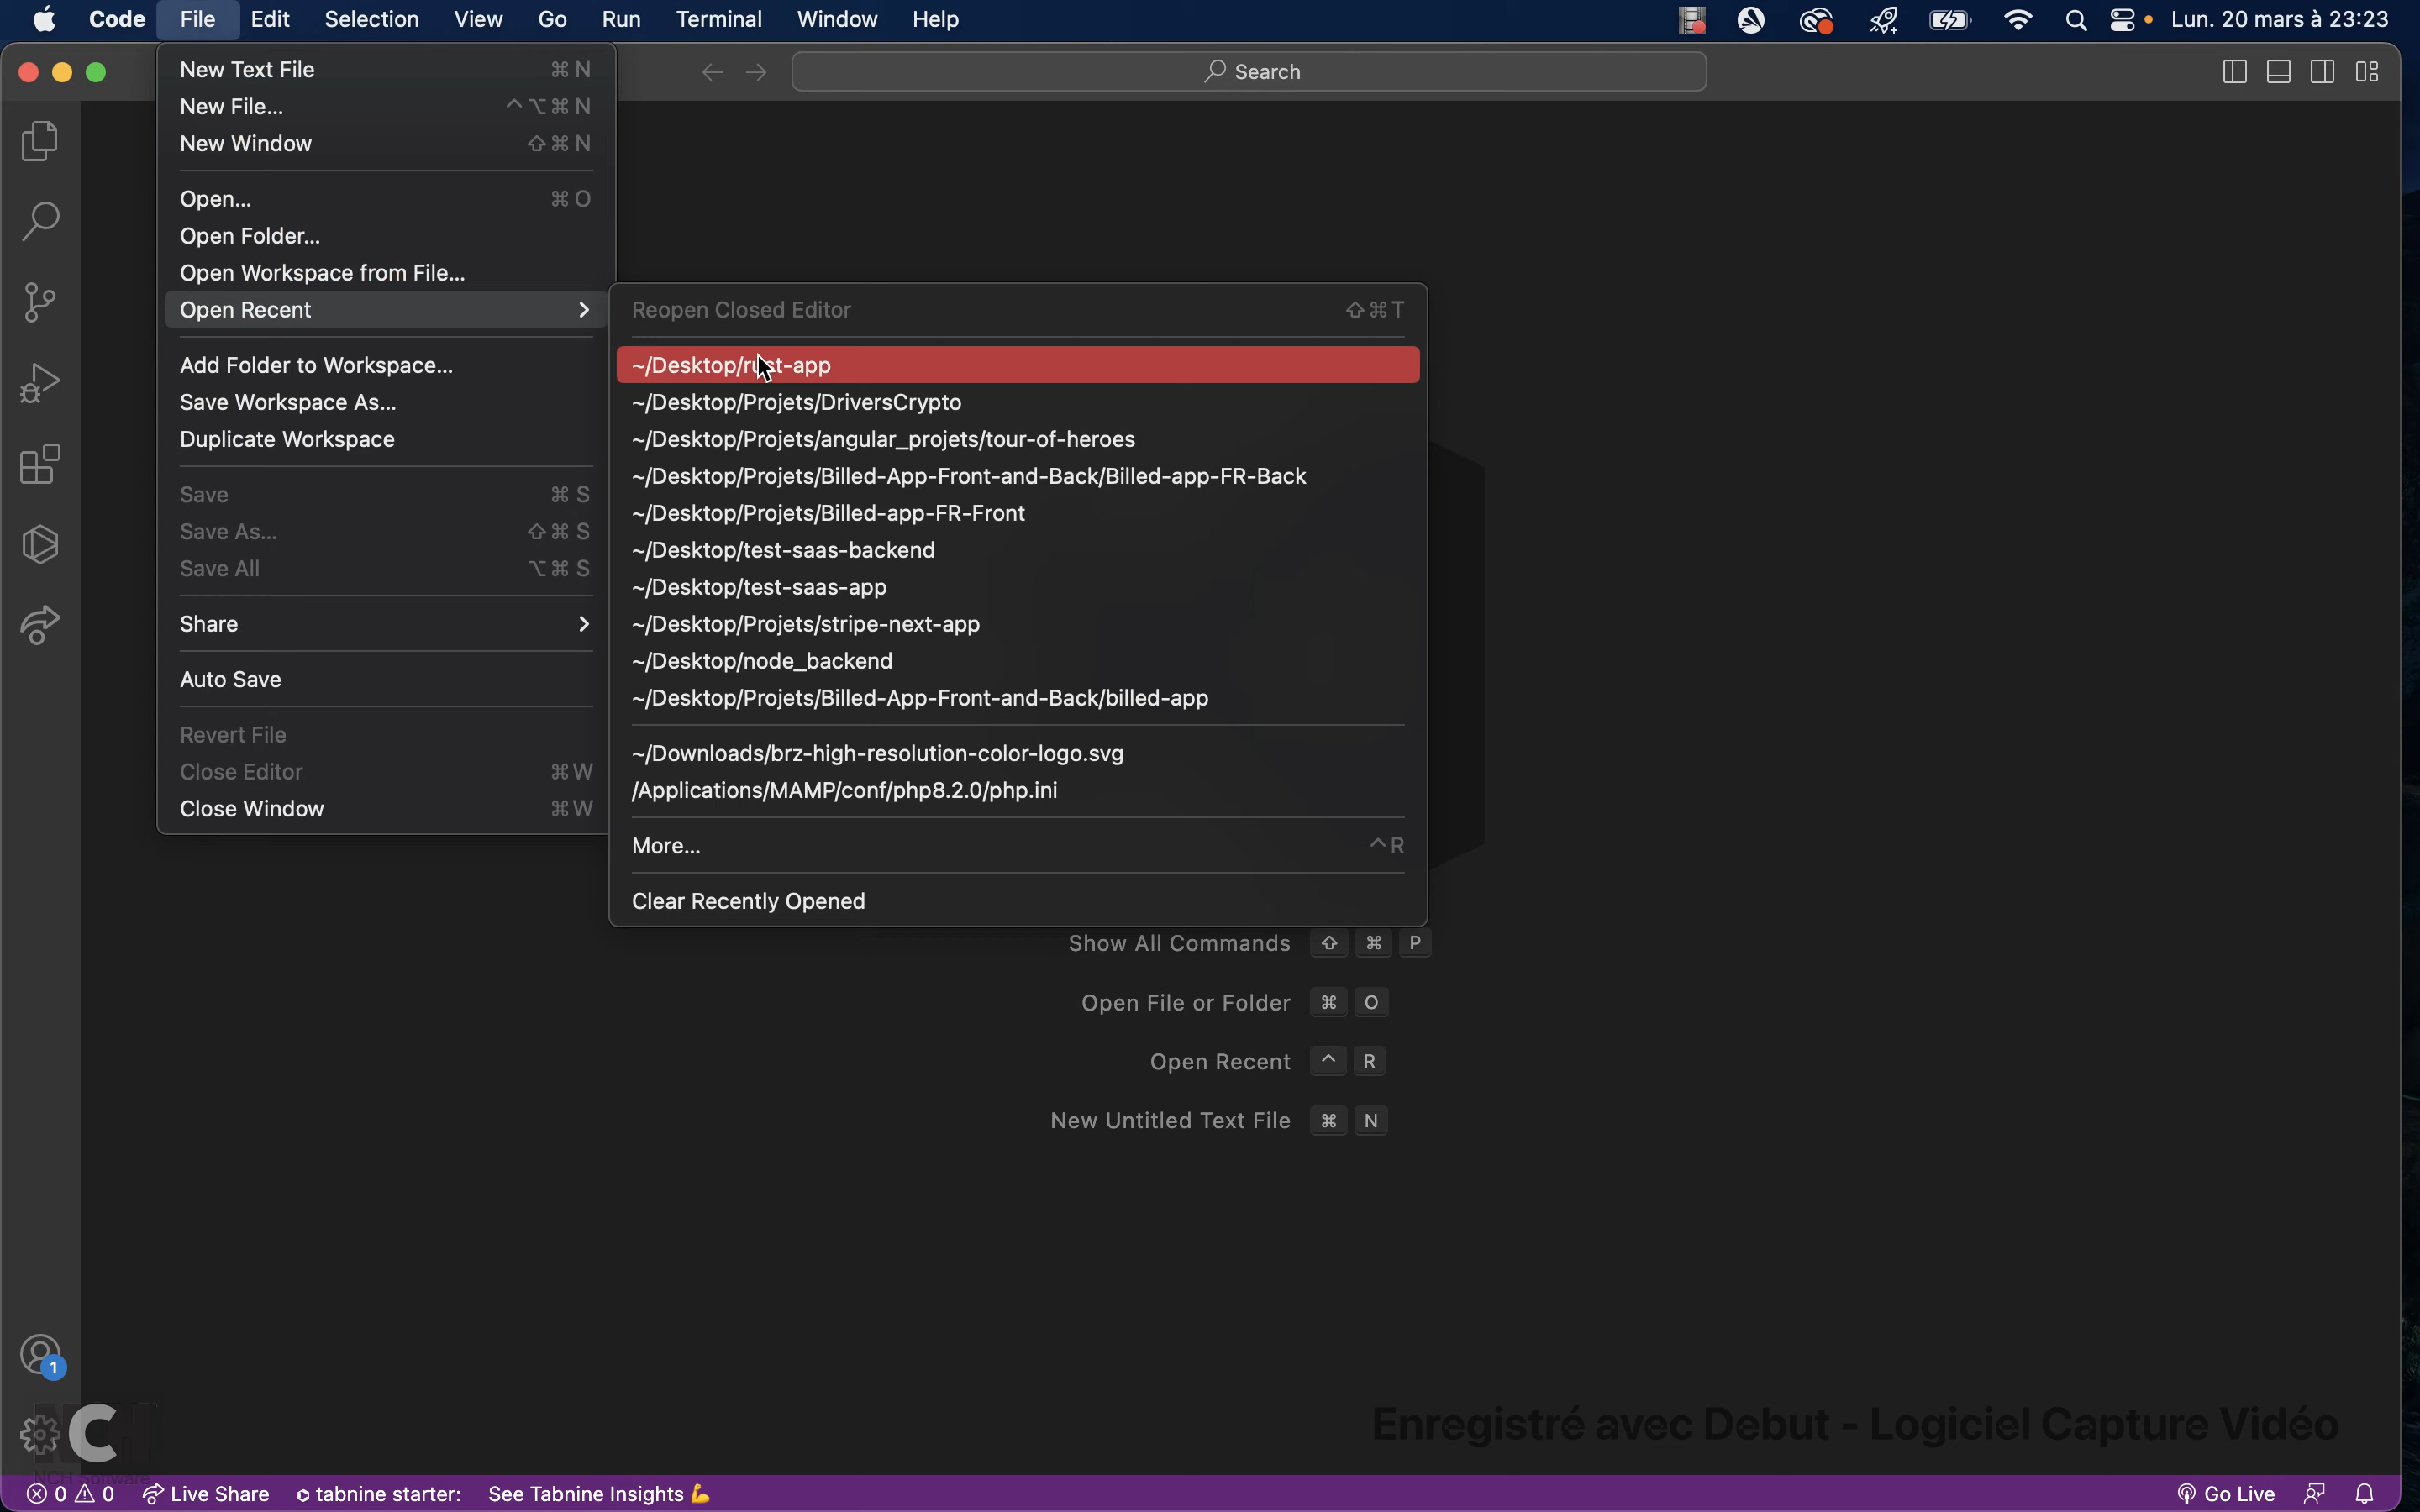 Code File Edit Selection View Go Run Terminal Window Help Lun. 20 mars à 23:23
Search
New Text File ⌘ N
New File... ^ ⌥ ⌘ N
New Window ⇧ ⌘ N
Open... ⌘ O
Open Folder...
Open Workspace from File...
Open Recent
Add Folder to Workspace...
Save Workspace As...
Duplicate Workspace
Save ⌘ S
Save As... ⇧ ⌘ S
Save All ⌥ ⌘ S
Share
Auto Save
Revert File
Close Editor ⌘ W
Close Window ⌘ W
Reopen Closed Editor ⇧ ⌘ T
~/Desktop/rust-app
~/Desktop/Projets/DriversCrypto
~/Desktop/Projets/angular_projets/tour-of-heroes
~/Desktop/Projets/Billed-App-Front-and-Back/Billed-app-FR-Back
~/Desktop/Projets/Billed-app-FR-Front
~/Desktop/test-saas-backend
~/Desktop/test-saas-app
~/Desktop/Projets/stripe-next-app
~/Desktop/node_backend
~/Desktop/Projets/Billed-App-Front-and-Back/billed-app
~/Downloads/brz-high-resolution-color-logo.svg
/Applications/MAMP/conf/php8.2.0/php.ini
More... ^ R
Clear Recently Opened
Show All Commands ⇧ ⌘ P
Open File or Folder ⌘ O
Open Recent ^ R
New Untitled Text File ⌘ N
1
NCH
NCH Software
Enregistré avec Debut - Logiciel Capture Vidéo
0 0 Live Share tabnine starter: See Tabnine Insights 💪 Go Live